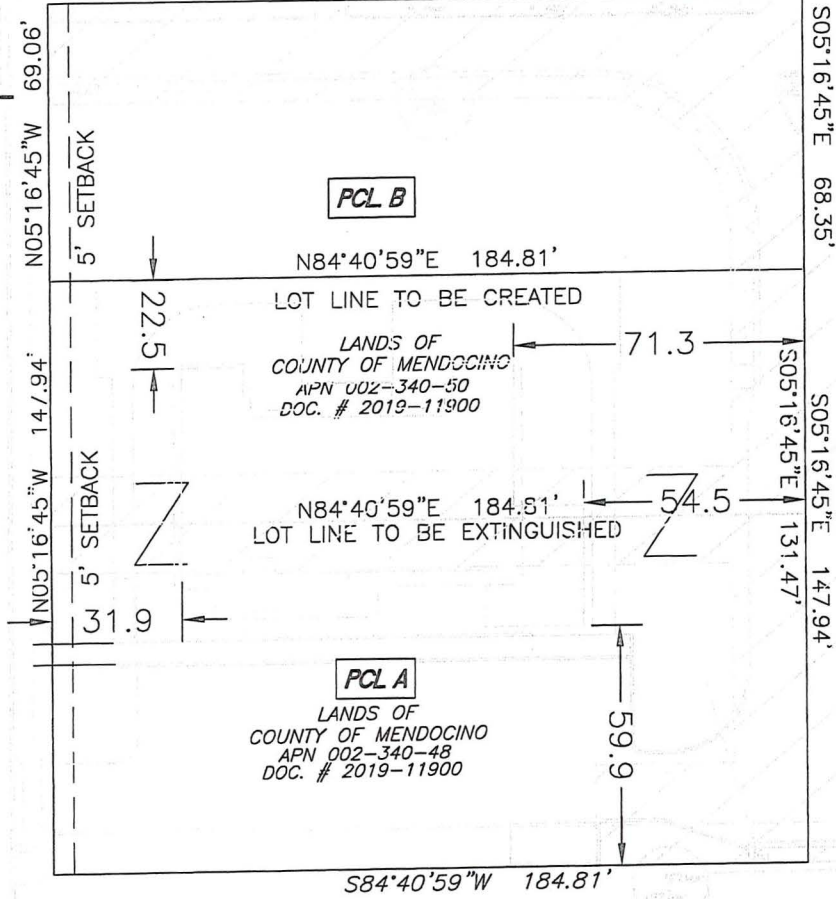 N05°16'45"W 69.06'
5' SETBACK
S05°16'45"E 68.35'
PCL B
N84°40'59"E 184.81'
LOT LINE TO BE CREATED
22.5
71.3
LANDS OF
COUNTY OF MENDOCINO
APN 002-340-50
DOC. # 2019-11900
N05°16'45"W 147.94'
5' SETBACK
S05°16'45"E 131.47'
S05°16'45"E 147.94'
N84°40'59"E 184.81'
54.5
LOT LINE TO BE EXTINGUISHED
31.9
PCL A
LANDS OF
COUNTY OF MENDOCINO
APN 002-340-48
DOC. # 2019-11900
59.9
S84°40'59"W 184.81'